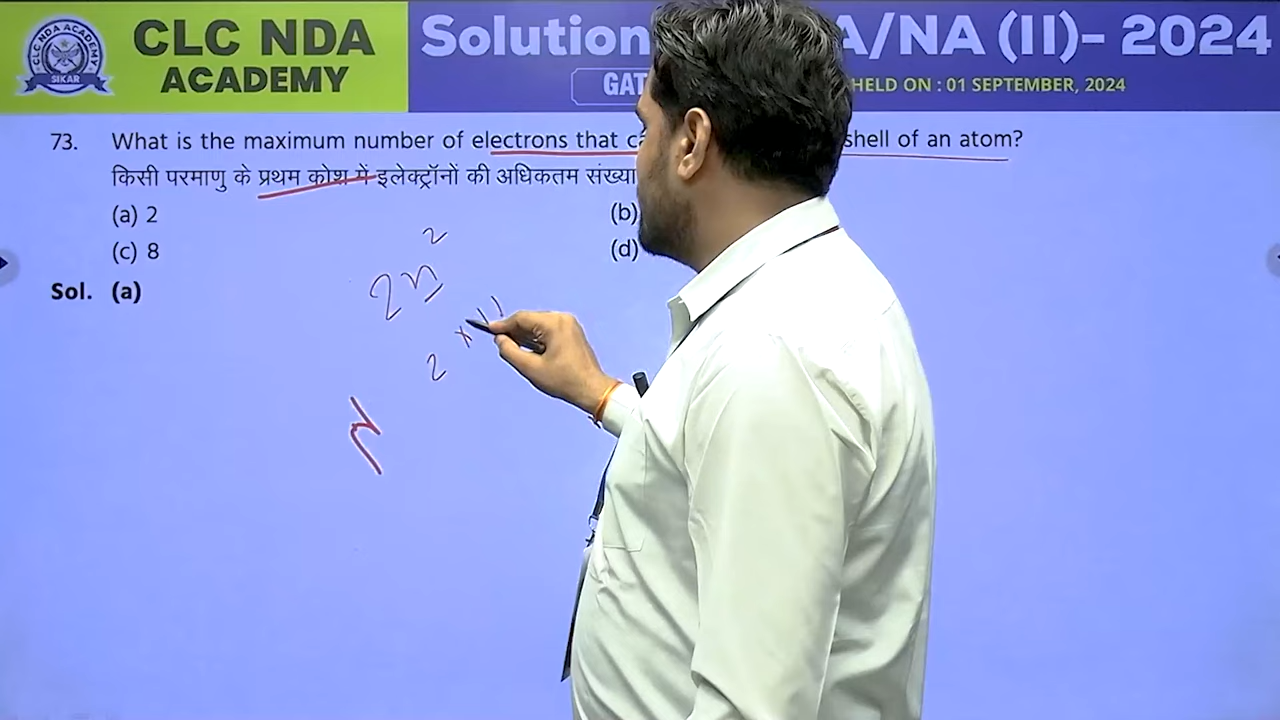 CLC NDA ACADEMY
SIKAR
CLC NDA
ACADEMY
Solution A/NA (II)- 2024
GAT HELD ON : 01 SEPTEMBER, 2024
73. What is the maximum number of electrons that shell of an atom?
किसी परमाणु के प्रथम कोश में इलेक्ट्रॉनों की अधिकतम संख्या
(a) 2 (b)
(c) 8 (d)
Sol. (a)
2n²
2 ×